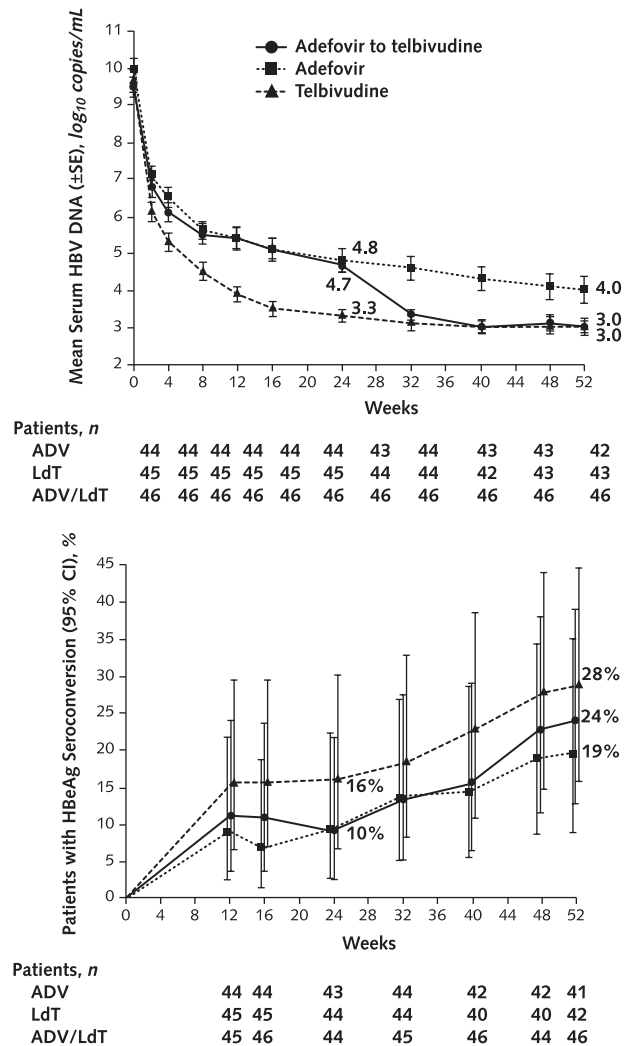 Mean Serum HBV DNA (±SE), log10 copies/mL
11
10
9
8
7
6
5
4
3
2
Adefovir to telbivudine
Adefovir
Telbivudine
4.8
4.7
3.3
4.0
3.0
3.0
0 4 8 12 16 20 24 28 32 36 40 44 48 52
Weeks
Patients, n
ADV 44 44 44 44 44 44 43 44 43 43 42
LdT 45 45 45 45 45 45 44 44 42 43 43
ADV/LdT 46 46 46 46 46 46 46 46 46 46 46
Patients with HBeAg Seroconversion (95% CI), %
45
40
35
30
25
20
15
10
5
0
28%
24%
19%
16%
10%
0 4 8 12 16 20 24 28 32 36 40 44 48 52
Weeks
Patients, n
ADV 44 44 43 44 42 42 41
LdT 45 45 44 44 40 40 42
ADV/LdT 45 46 44 45 46 44 46